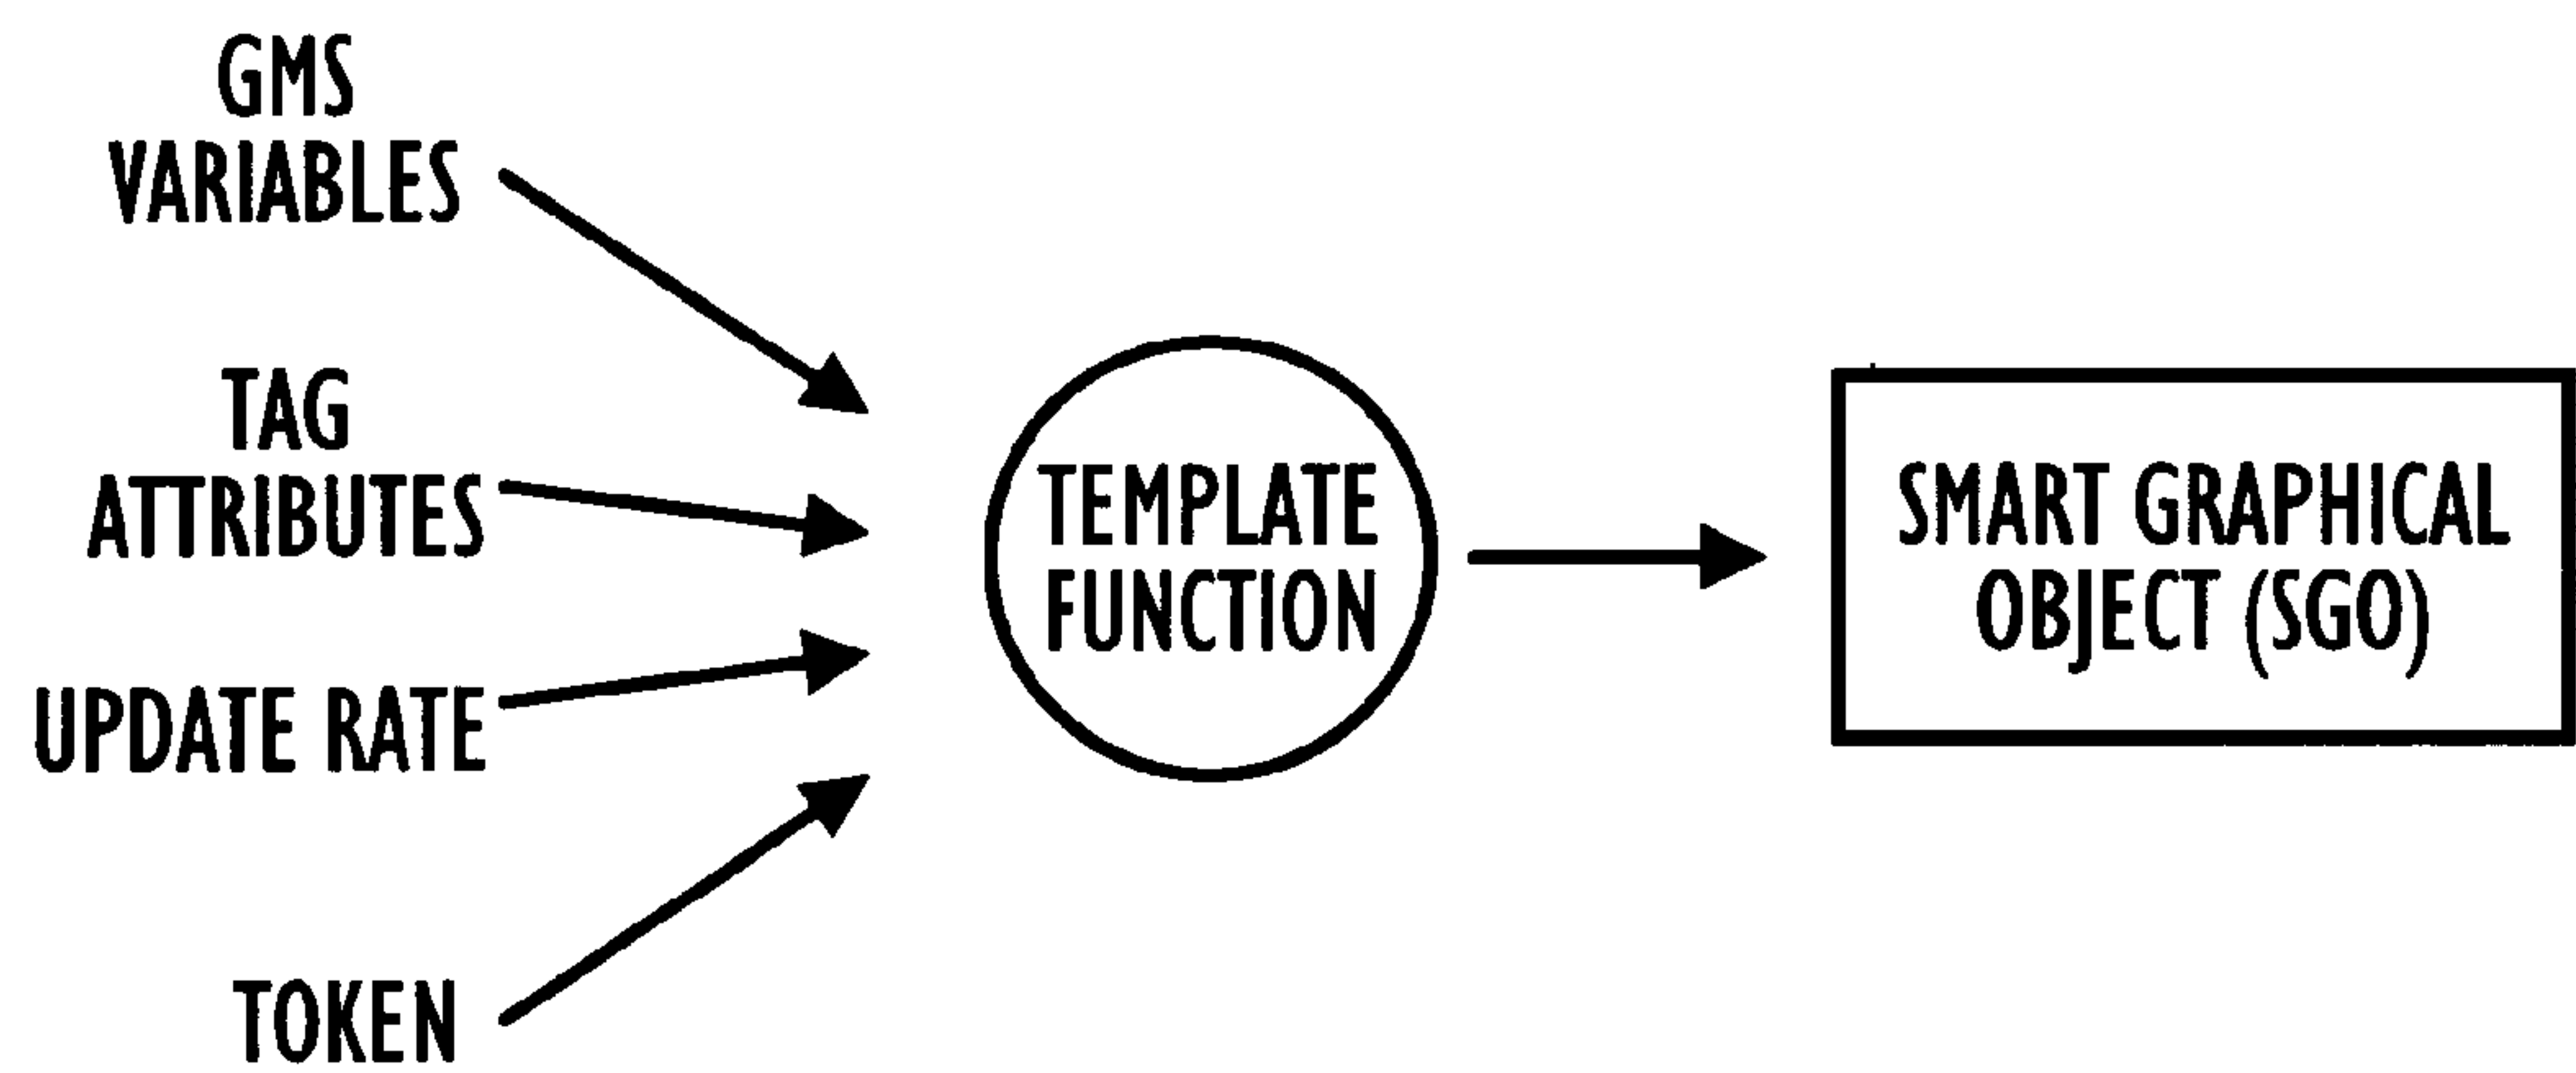 GMS
VARIABLES
TAG
ATTRIBUTES
UPDATE RATE
TOKEN
TEMPLATE
FUNCTION
SMART GRAPHICAL
OBJECT (SGO)